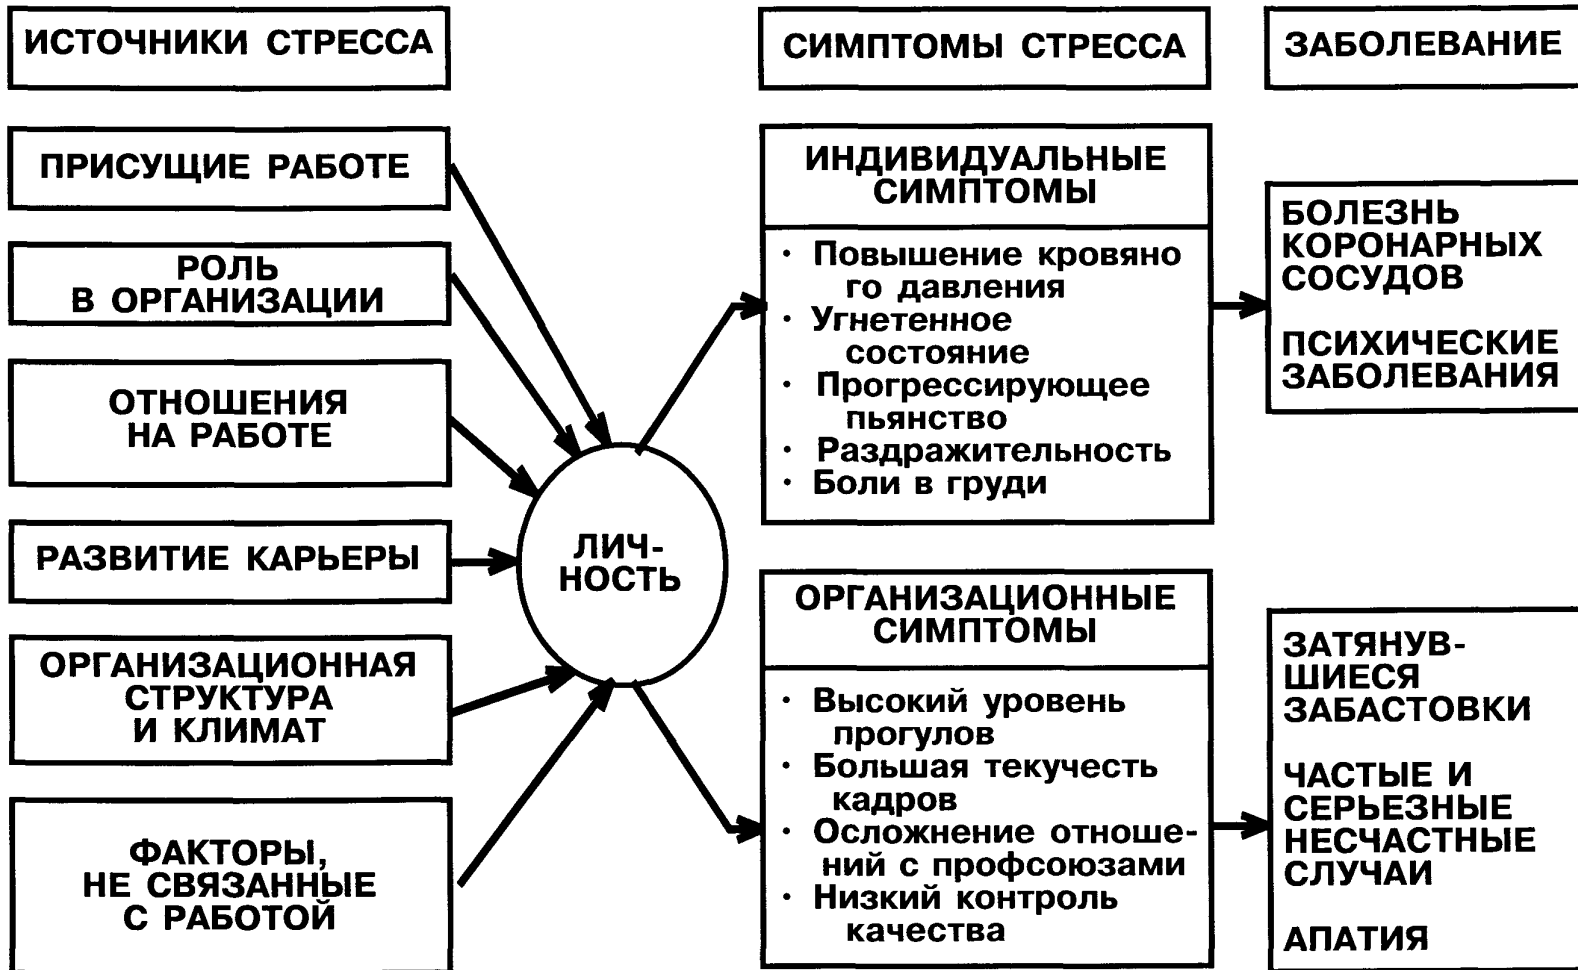 ИСТОЧНИКИ СТРЕССА
СИМПТОМЫ СТРЕССА
ЗАБОЛЕВАНИЕ
ПРИСУЩИЕ РАБОТЕ
РОЛЬ
В ОРГАНИЗАЦИИ
ОТНОШЕНИЯ
НА РАБОТЕ
РАЗВИТИЕ КАРЬЕРЫ
ОРГАНИЗАЦИОННАЯ
СТРУКТУРА
И КЛИМАТ
ФАКТОРЫ,
НЕ СВЯЗАННЫЕ
С РАБОТОЙ
ЛИЧ-
НОСТЬ
ИНДИВИДУАЛЬНЫЕ
СИМПТОМЫ
· Повышение кровяно
го давления
· Угнетенное
состояние
· Прогрессирующее
пьянство
· Раздражительность
· Боли в груди
ОРГАНИЗАЦИОННЫЕ
СИМПТОМЫ
· Высокий уровень
прогулов
· Большая текучесть
кадров
· Осложнение отноше-
ний с профсоюзами
· Низкий контроль
качества
БОЛЕЗНЬ
КОРОНАРНЫХ
СОСУДОВ
ПСИХИЧЕСКИЕ
ЗАБОЛЕВАНИЯ
ЗАТЯНУВ-
ШИЕСЯ
ЗАБАСТОВКИ
ЧАСТЫЕ И
СЕРЬЕЗНЫЕ
НЕСЧАСТНЫЕ
СЛУЧАИ
АПАТИЯ